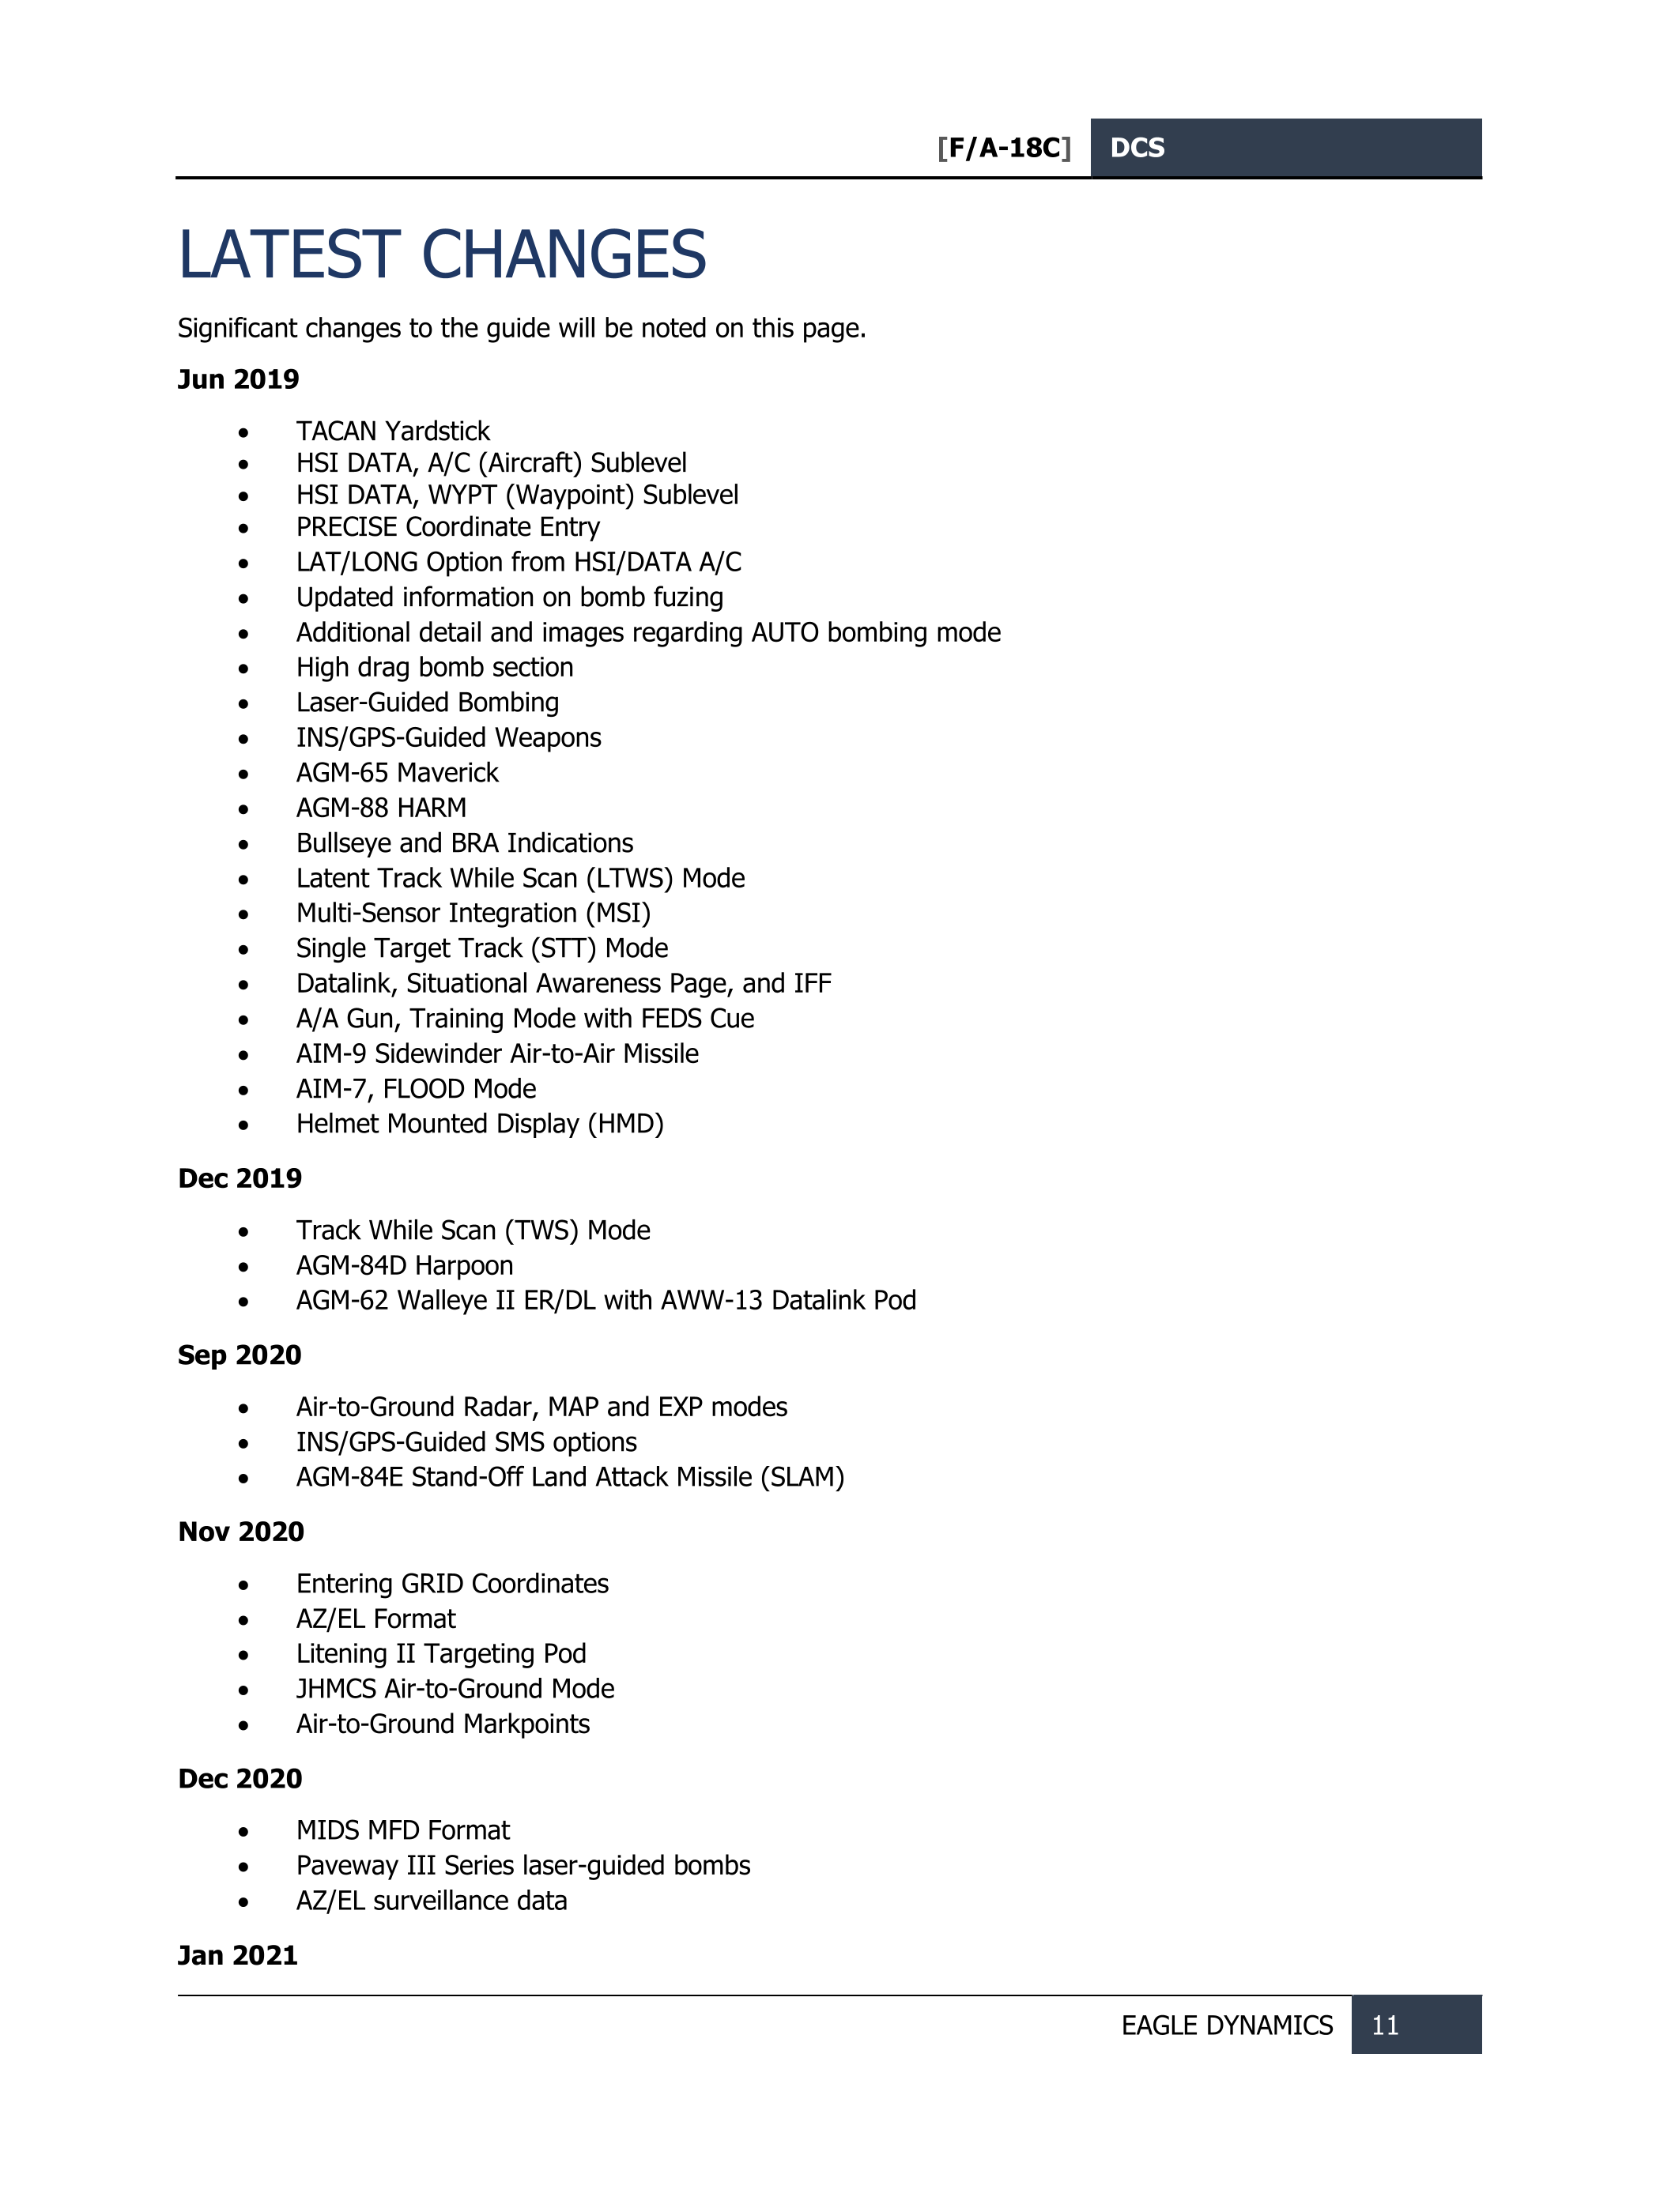 [F/A-18C] DCS
LATEST CHANGES
Significant changes to the guide will be noted on this page.
Jun 2019
• TACAN Yardstick
• HSI DATA, A/C (Aircraft) Sublevel
• HSI DATA, WYPT (Waypoint) Sublevel
• PRECISE Coordinate Entry
• LAT/LONG Option from HSI/DATA A/C
• Updated information on bomb fuzing
• Additional detail and images regarding AUTO bombing mode
• High drag bomb section
• Laser-Guided Bombing
• INS/GPS-Guided Weapons
• AGM-65 Maverick
• AGM-88 HARM
• Bullseye and BRA Indications
• Latent Track While Scan (LTWS) Mode
• Multi-Sensor Integration (MSI)
• Single Target Track (STT) Mode
• Datalink, Situational Awareness Page, and IFF
• A/A Gun, Training Mode with FEDS Cue
• AIM-9 Sidewinder Air-to-Air Missile
• AIM-7, FLOOD Mode
• Helmet Mounted Display (HMD)
Dec 2019
• Track While Scan (TWS) Mode
• AGM-84D Harpoon
• AGM-62 Walleye II ER/DL with AWW-13 Datalink Pod
Sep 2020
• Air-to-Ground Radar, MAP and EXP modes
• INS/GPS-Guided SMS options
• AGM-84E Stand-Off Land Attack Missile (SLAM)
Nov 2020
• Entering GRID Coordinates
• AZ/EL Format
• Litening II Targeting Pod
• JHMCS Air-to-Ground Mode
• Air-to-Ground Markpoints
Dec 2020
• MIDS MFD Format
• Paveway III Series laser-guided bombs
• AZ/EL surveillance data
Jan 2021
EAGLE DYNAMICS 11